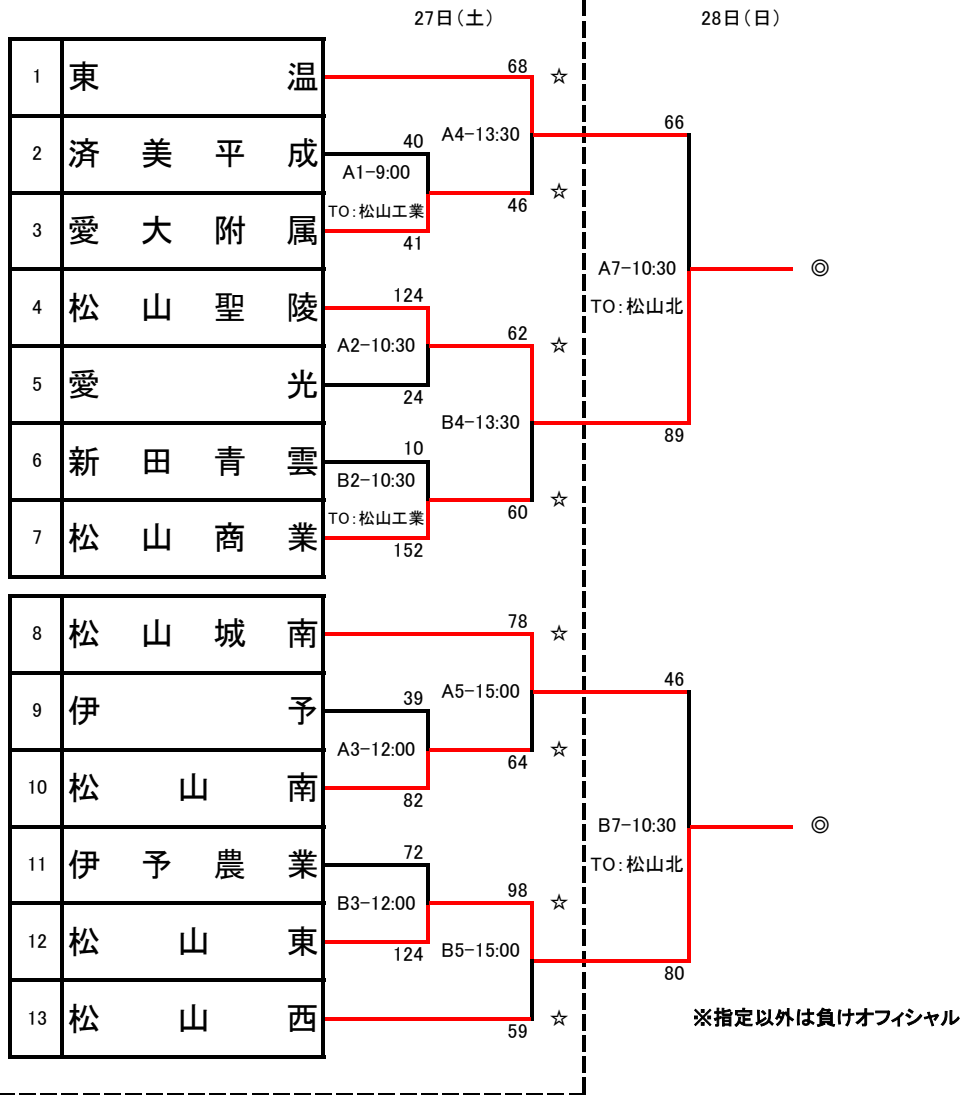 27日(土) 28日(日)
1 東温 68 ☆
A4-13:30 66
2 済美平成 40
A1-9:00
TO:松山工業
46 ☆
3 愛大附属 41
A7-10:30 ◎
TO:松山北
4 松山聖陵 124
A2-10:30 62 ☆
5 愛光 24
B4-13:30 89
6 新田青雲 10
B2-10:30
TO:松山工業
60 ☆
7 松山商業 152
8 松山城南 78 ☆
A5-15:00 46
9 伊予 39
A3-12:00 64 ☆
10 松山南 82
B7-10:30 ◎
TO:松山北
11 伊予農業 72
B3-12:00 98 ☆
12 松山東 124
B5-15:00 80
13 松山西 59 ☆
※指定以外は負けオフィシャル